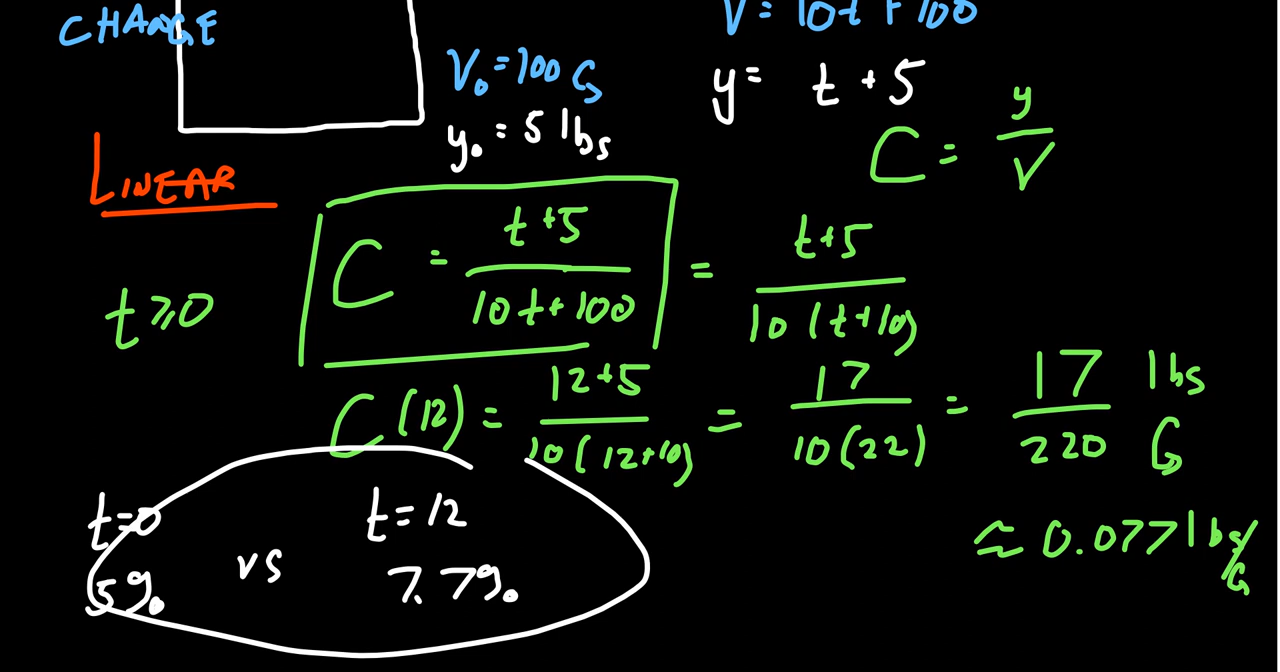 CHANGE
V = 10t + 100
V₀ = 100 G
y = t + 5
y₀ = 5 lbs
C = y/V
LINEAR
C = (t+5)/(10t+100) = (t+5)/(10(t+10))
t ≥ 0
C(12) = (12+5)/(10(12+10)) = 17/(10(22)) = 17/220 lbs/G
t=0 vs t=12
≈ 0.077 lbs/G
5% 7.7%